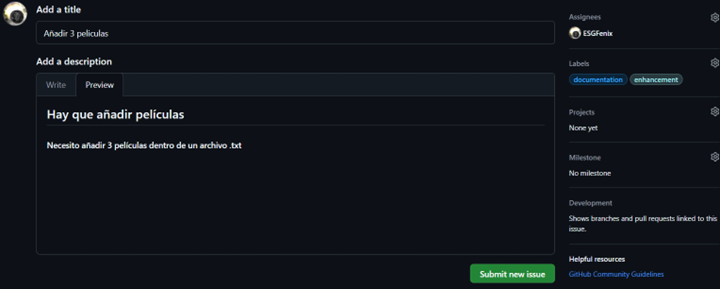 Add a title
Añadir 3 películas
Add a description
Write
Preview
Hay que añadir películas
Necesito añadir 3 películas dentro de un archivo .txt
Submit new issue
Assignees
ESGFenix
Labels
documentation
enhancement
Projects
None yet
Milestone
No milestone
Development
Shows branches and pull requests linked to this
issue.
Helpful resources
GitHub Community Guidelines